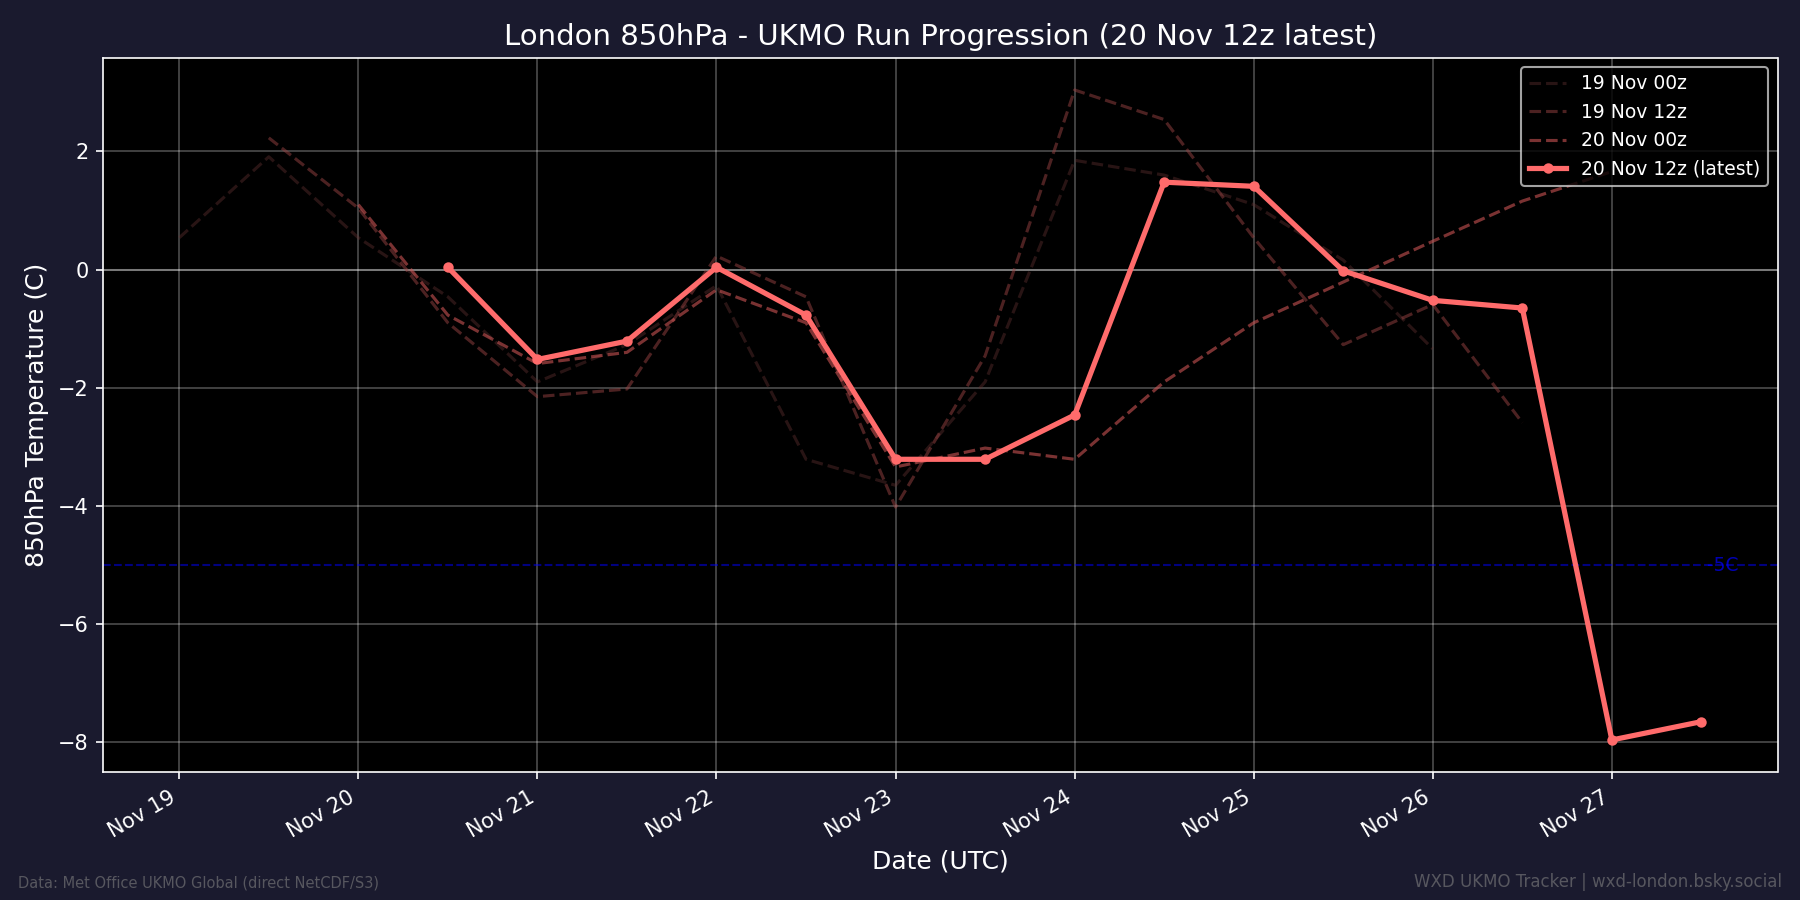 London 850hPa - UKMO Run Progression (20 Nov 12z latest)
19 Nov 00z
19 Nov 12z
20 Nov 00z
20 Nov 12z (latest)
850hPa Temperature (C)
2
0
−2
−4
−6
−8
-5C
Nov 19
Nov 20
Nov 21
Nov 22
Nov 23
Nov 24
Nov 25
Nov 26
Nov 27
Date (UTC)
Data: Met Office UKMO Global (direct NetCDF/S3)
WXD UKMO Tracker | wxd-london.bsky.social